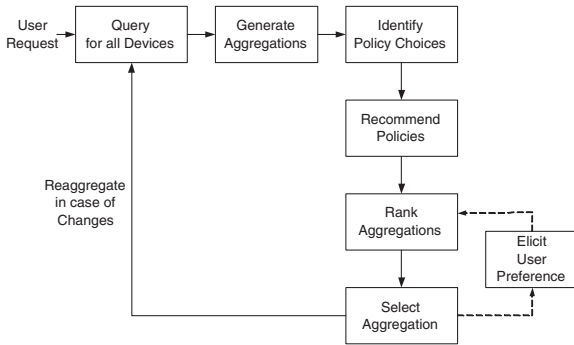 User
Request
Query
for all Devices
Generate
Aggregations
Identify
Policy Choices
Recommend
Policies
Reaggregate
in case of
Changes
Rank
Aggregations
Elicit
User
Preference
Select
Aggregation